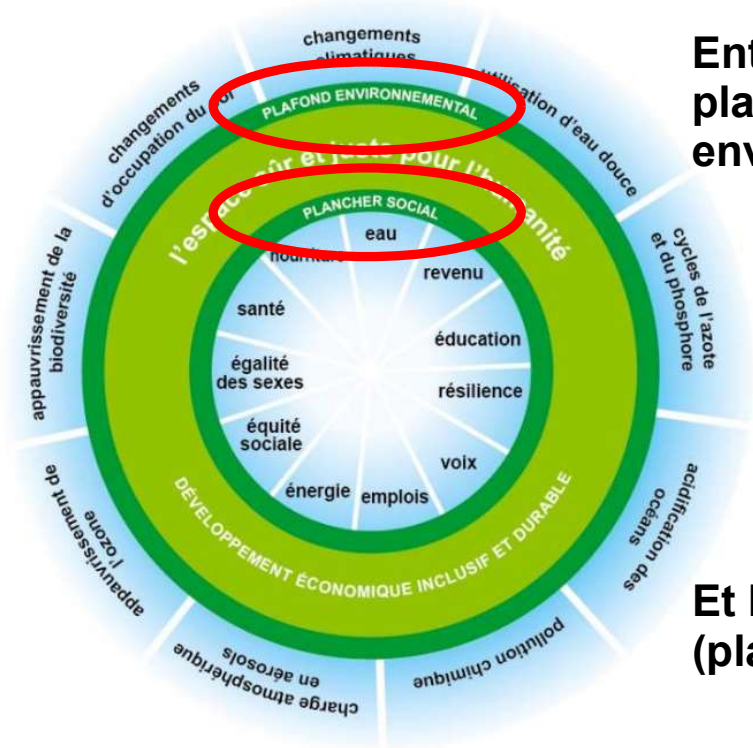 changements
climatiques
utilisation d'eau douce
cycles de l'azote
et du phosphore
acidification des
océans
pollution chimique
charge atmosphérique
en aérosols
appauvrissement de
l'ozone
appauvrissement de la
biodiversité
changements
d'occupation du sol
PLAFOND ENVIRONNEMENTAL
l'espace sûr et juste pour l'humanité
PLANCHER SOCIAL
eau
revenu
éducation
résilience
voix
emplois
énergie
équité
sociale
égalité
des sexes
santé
nourriture
DÉVELOPPEMENT ÉCONOMIQUE INCLUSIF ET DURABLE
Ent
pla
env
Et
(pla